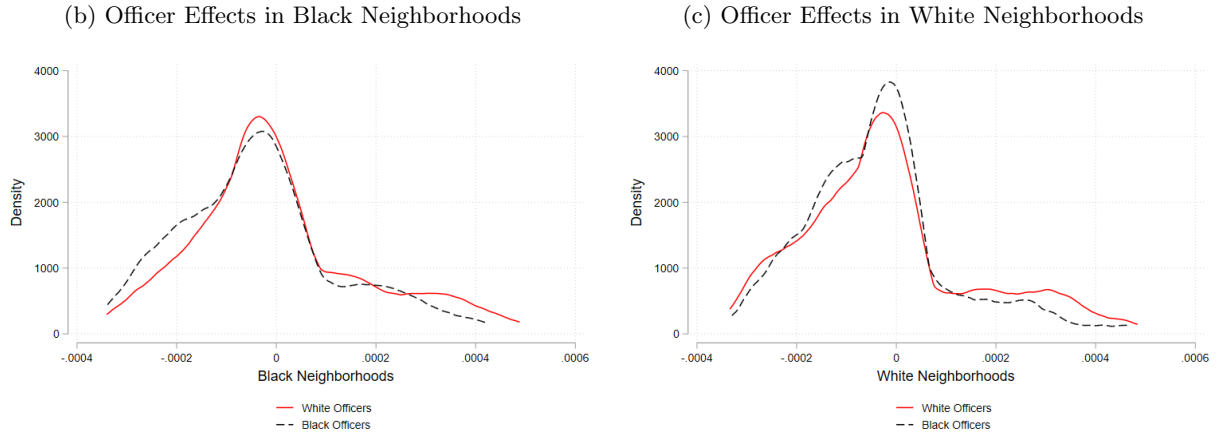 (b) Officer Effects in Black Neighborhoods
4000
3000
2000
1000
0
Density
-.0004 -.0002 0 .0002 .0004 .0006
Black Neighborhoods
White Officers
Black Officers
(c) Officer Effects in White Neighborhoods
4000
3000
2000
1000
0
Density
-.0004 -.0002 0 .0002 .0004 .0006
White Neighborhoods
White Officers
Black Officers